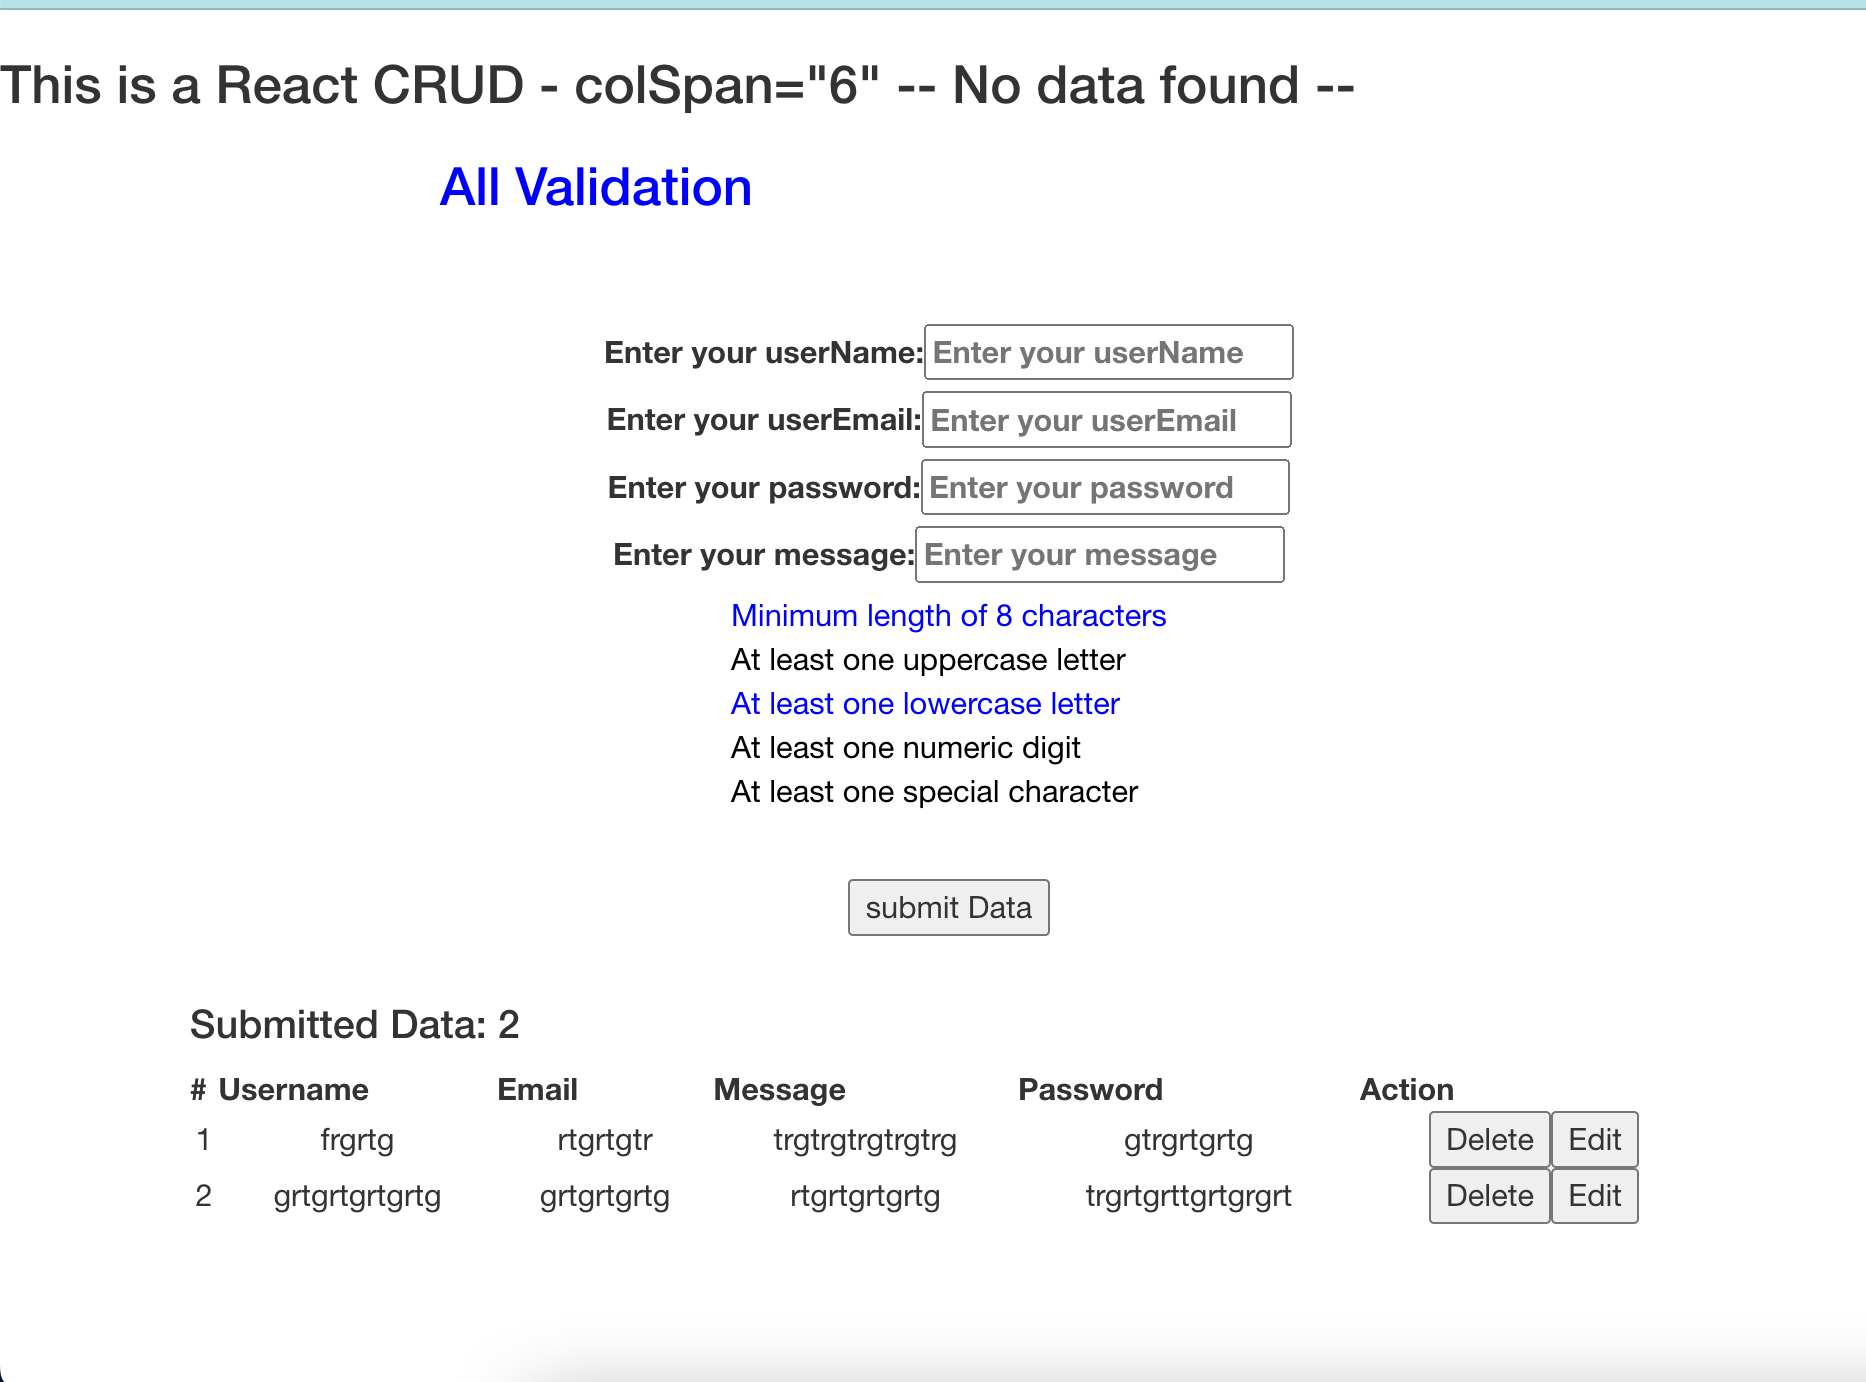 This is a React CRUD - colSpan="6" -- No data found --
All Validation
Enter your userName: Enter your userName
Enter your userEmail: Enter your userEmail
Enter your password: Enter your password
Enter your message: Enter your message
Minimum length of 8 characters
At least one uppercase letter
At least one lowercase letter
At least one numeric digit
At least one special character
submit Data
Submitted Data: 2
# Username Email Message Password Action
1 frgrtg rtgrtgtr trgtrgtrgtrgtrg gtrgrtgrtg Delete Edit
2 grtgrtgrtgrtg grtgrtgrtg rtgrtgrtgrtg trgrtgrttgrtgrgrt Delete Edit